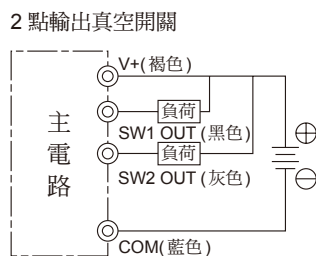 2 點輸出真空開關
V+(褐色)
負荷
SW1 OUT (黑色)
主電路
負荷
SW2 OUT (灰色)
COM(藍色)